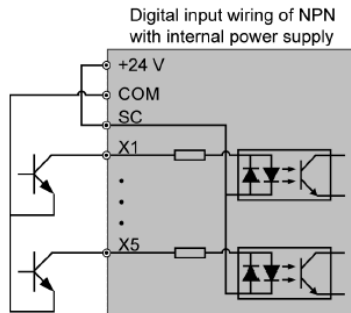 Digital input wiring of NPN
with internal power supply
+24 V
COM
SC
X1
X5